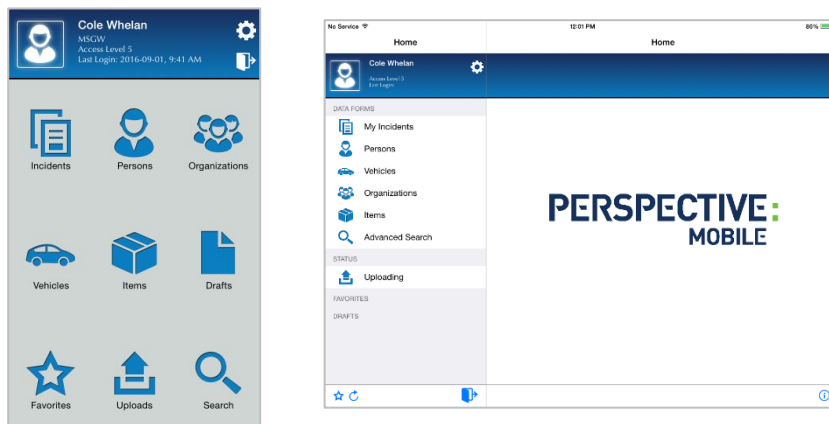 Cole Whelan
MSGW
Access Level 5
Last Login: 2016-09-01, 9:41 AM
Incidents
Persons
Organizations
Vehicles
Items
Drafts
Favorites
Uploads
Search
No Service
12:01 PM
86%
Home
Home
Cole Whelan
Access Level 5
Last Login:
DATA FORMS
My Incidents
Persons
Vehicles
Organizations
Items
Advanced Search
STATUS
Uploading
FAVORITES
DRAFTS
PERSPECTIVE:
MOBILE